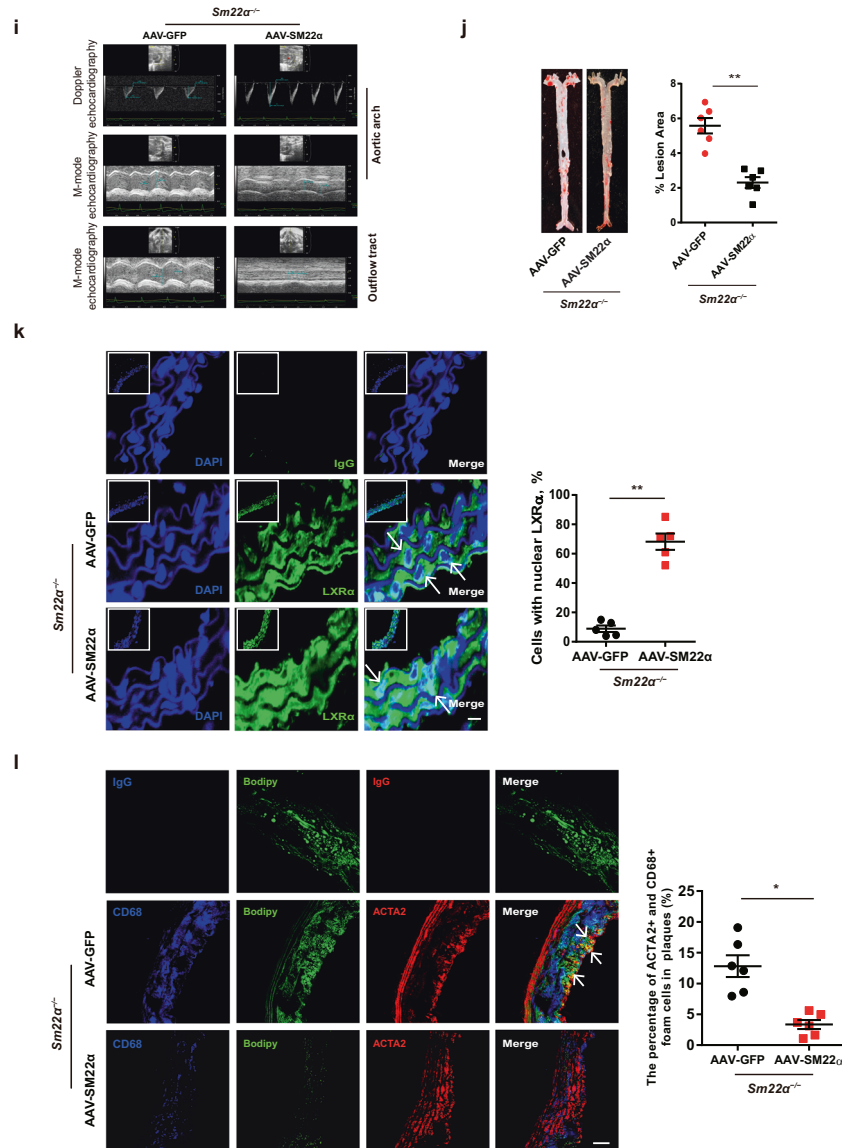 i
Sm22α−/−
AAV-GFP
AAV-SM22α
Doppler
echocardiography
M-mode
echocardiography
M-mode
echocardiography
Aortic arch
Outflow tract
j
AAV-GFP
AAV-SM22α
Sm22α−/−
% Lesion Area
8
6
4
2
0
**
AAV-GFP
AAV-SM22α
Sm22α−/−
k
DAPI
IgG
Merge
AAV-GFP
DAPI
LXRα
Merge
Sm22α−/−
AAV-SM22α
DAPI
LXRα
Merge
Cells with nuclear LXRα, %
100
80
60
40
20
0
**
AAV-GFP
AAV-SM22α
Sm22α−/−
l
IgG
Bodipy
IgG
Merge
AAV-GFP
CD68
Bodipy
ACTA2
Merge
Sm22α−/−
AAV-SM22α
CD68
Bodipy
ACTA2
Merge
The percentage of ACTA2+ and CD68+
foam cells in plaques (%)
25
20
15
10
5
0
*
AAV-GFP
AAV-SM22α
Sm22α−/−